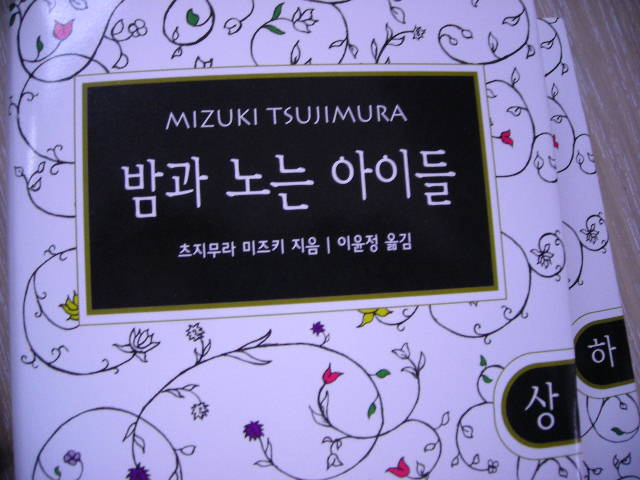 MIZUKI TSUJIMURA
밤과 노는 아이들
츠지무라 미즈키 지음 | 이윤정 옮김
상
하